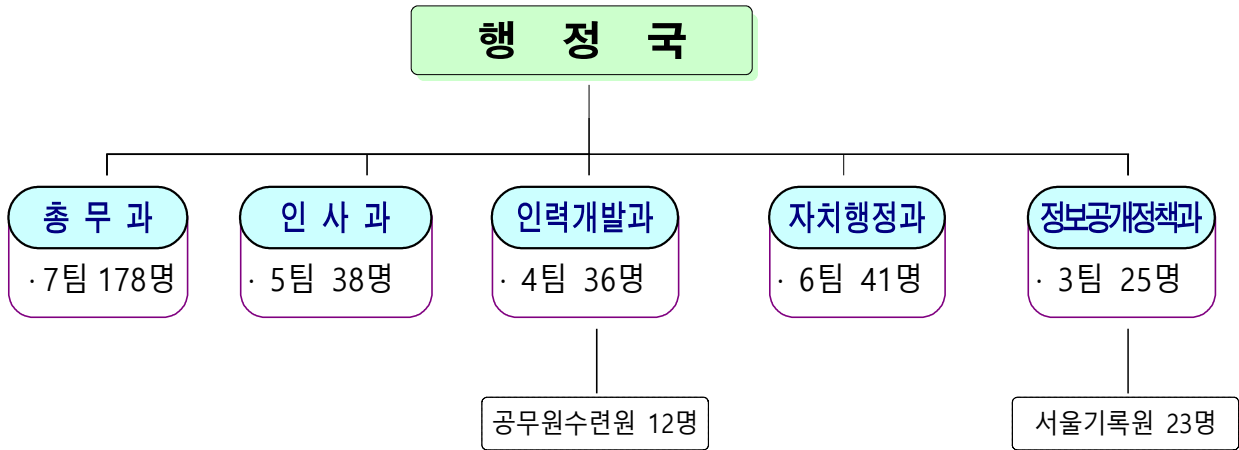 행 정 국
총 무 과
· 7팀 178명
인 사 과
· 5팀 38명
인력개발과
· 4팀 36명
자치행정과
· 6팀 41명
정보공개정책과
· 3팀 25명
공무원수련원 12명
서울기록원 23명